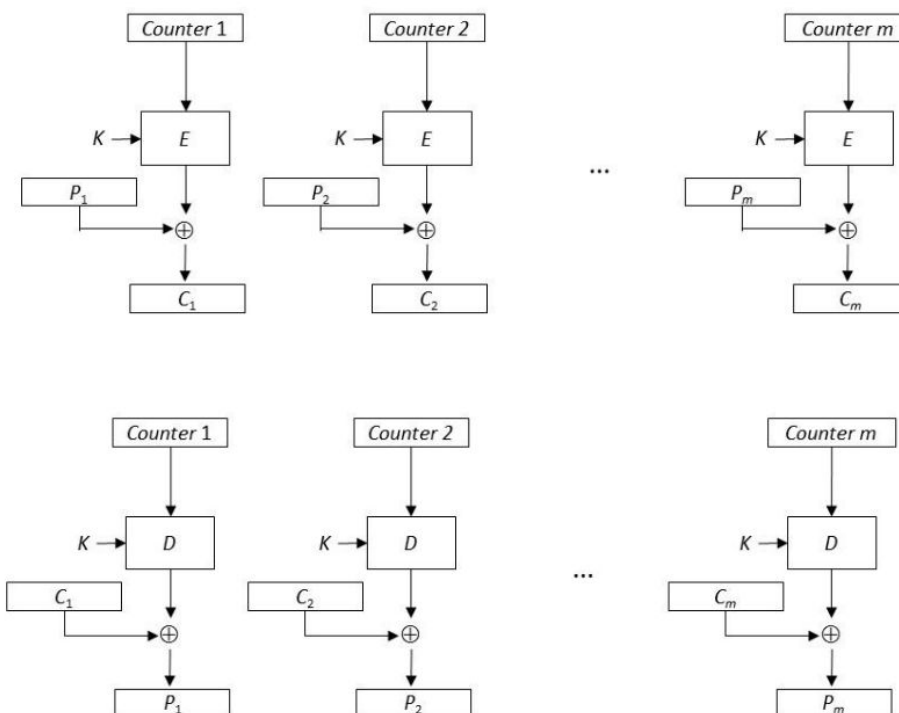 Counter 1 Counter 2 Counter m
K E K E K E
...
P₁ P₂ Pₘ
⊕ ⊕ ⊕
C₁ C₂ Cₘ
Counter 1 Counter 2 Counter m
K D K D K D
...
C₁ C₂ Cₘ
⊕ ⊕ ⊕
P₁ P₂ Pₘ